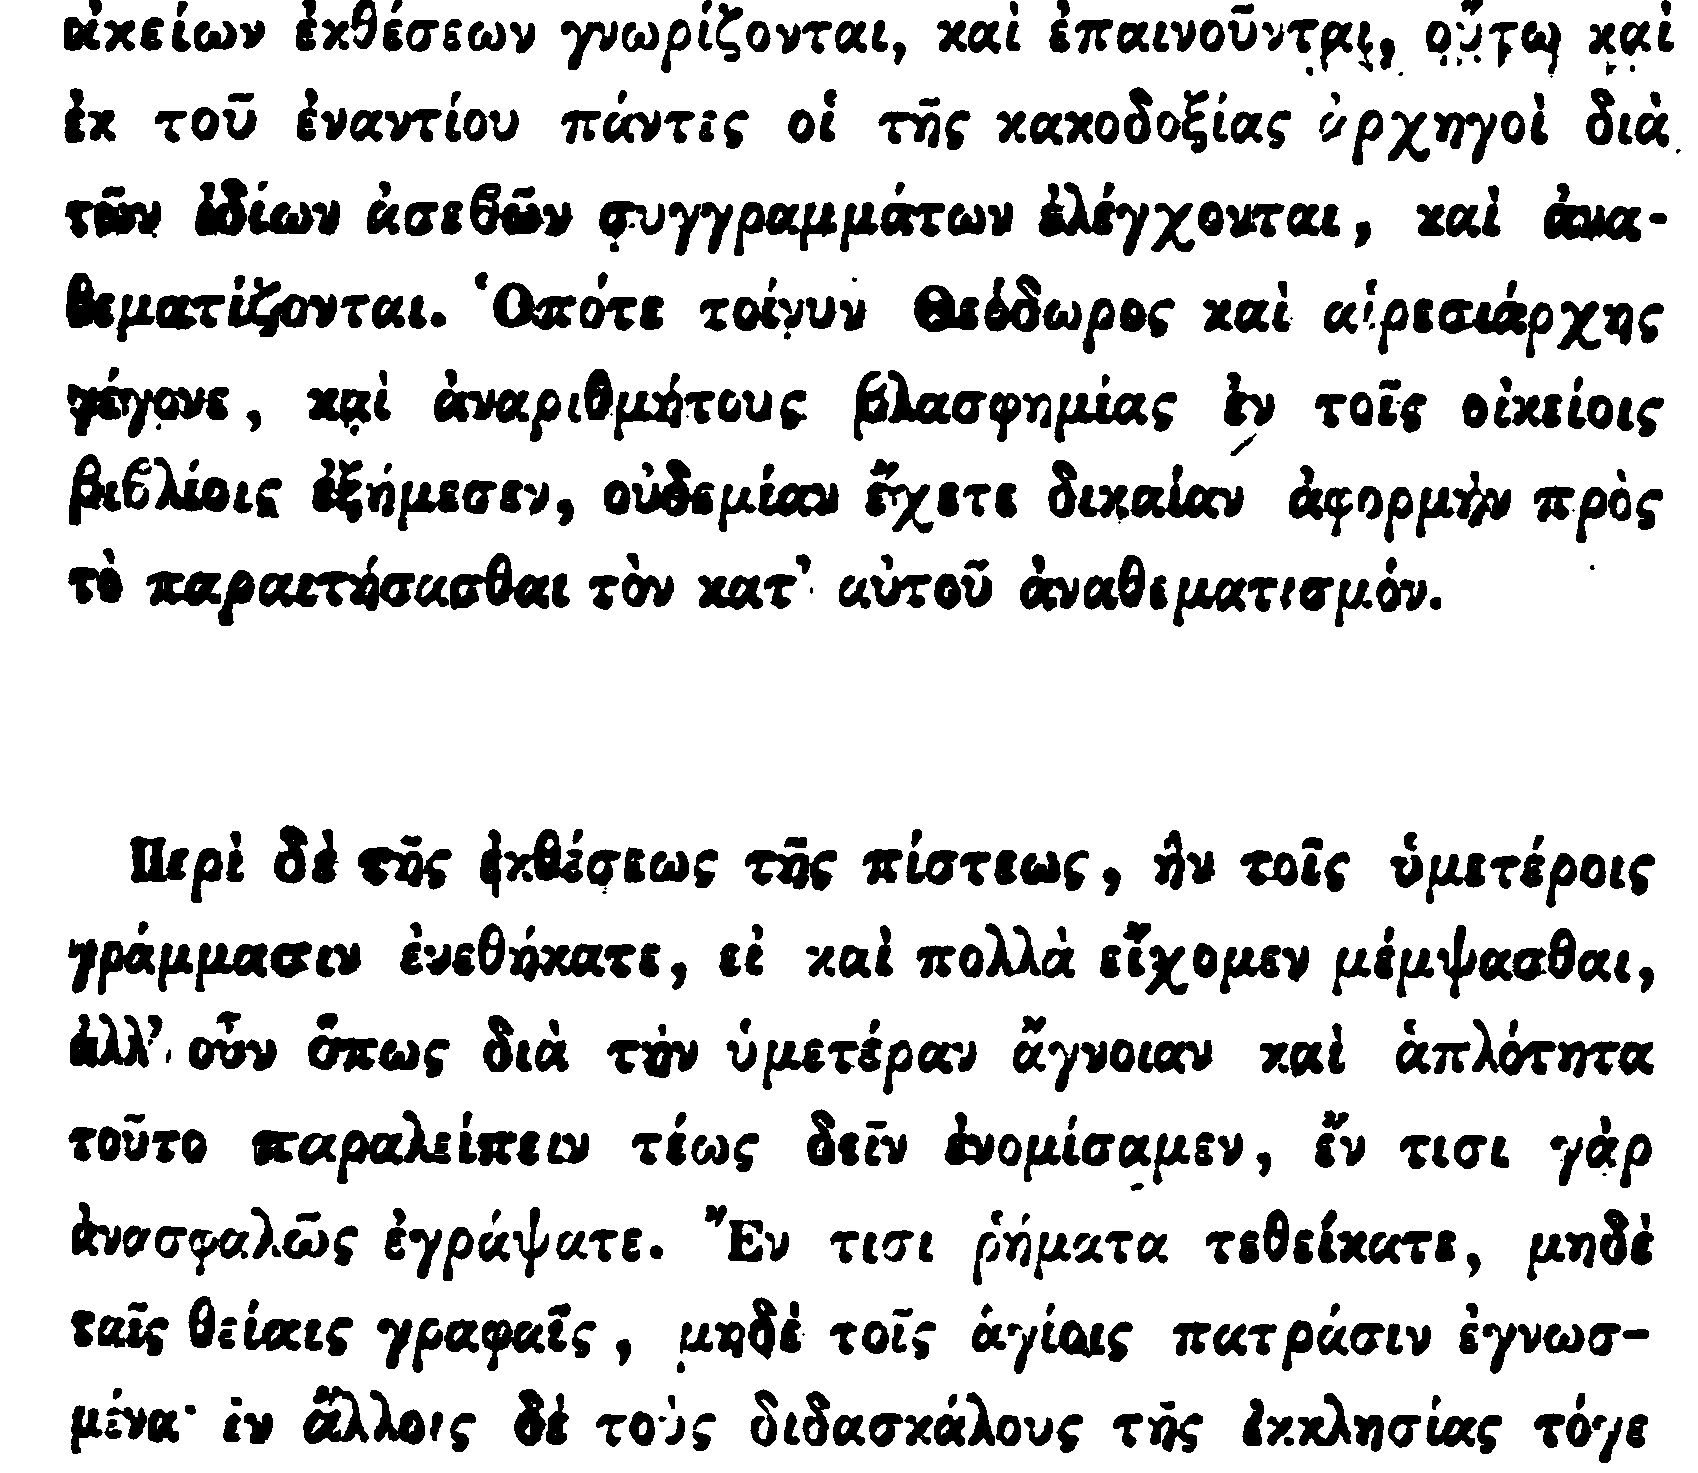 οἰκείων ἐκθέσεων γνωρίζονται, καὶ ἐπαινοῦνται, οὕτω καὶ
ἐκ τοῦ ἐναντίου πάντες οἱ τῆς κακοδοξίας ἀρχηγοὶ διὰ
τῶν ἰδίων ἀσεβῶν συγγραμμάτων ἐλέγχονται, καὶ ἀνα-
θεματίζονται. Ὁπότε τοίνυν Θεόδωρος καὶ αἱρεσιάρχης
γέγονε, καὶ ἀναριθμήτους βλασφημίας ἐν τοῖς οἰκείοις
βιϐλίοις ἐξήμεσεν, οὐδεμίαν ἔχετε δικαίαν ἀφορμὴν πρὸς
τὸ παραιτήσασθαι τὸν κατ’ αὐτοῦ ἀναθεματισμόν.
Περὶ δὲ τῆς ἐκθέσεως τῆς πίστεως, ἣν τοῖς ὑμετέροις
γράμμασιν ἐνεθήκατε, εἰ καὶ πολλὰ εἴχομεν μέμψασθαι,
ἀλλ’ οὖν ὅπως διὰ τὴν ὑμετέραν ἄγνοιαν καὶ ἁπλότητα
τοῦτο παραλείπειν τέως δεῖν ἐνομίσαμεν, ἔν τισι γὰρ
ἀνασφαλῶς ἐγράψατε. Ἔν τισι ῥήματα τεθείκατε, μηδὲ
ταῖς θείαις γραφαῖς, μηδὲ τοῖς ἁγίοις πατράσιν ἐγνωσ-
μένα· ἐν ἄλλοις δὲ τοὺς διδασκάλους τῆς ἐκκλησίας τόγε